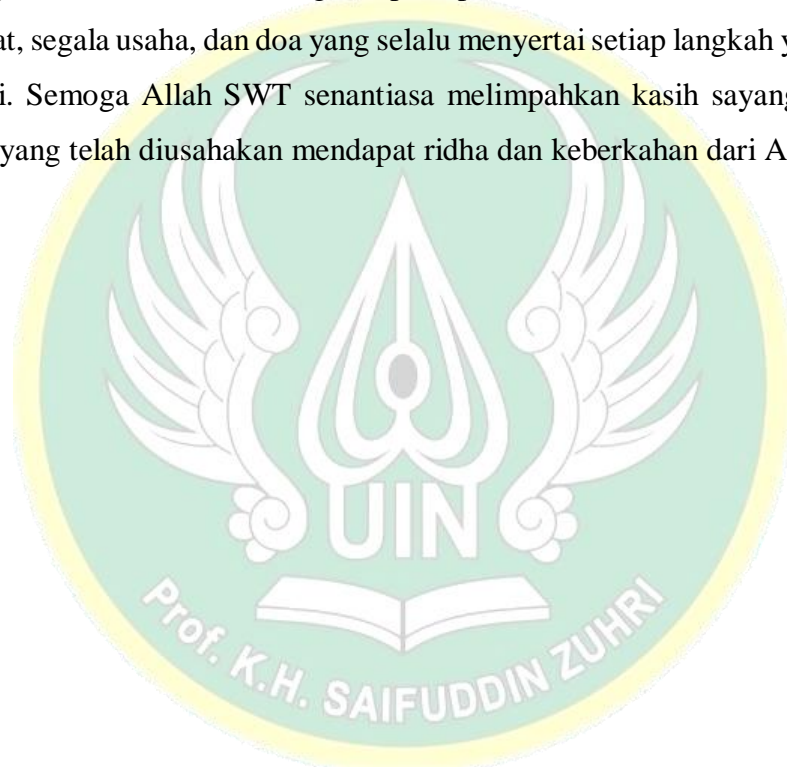 at, segala usaha, dan doa yang selalu menyertai setiap langkah y
i. Semoga Allah SWT senantiasa melimpahkan kasih sayang
yang telah diusahakan mendapat ridha dan keberkahan dari A
UIN
Prof. K.H. SAIFUDDIN ZUHRI